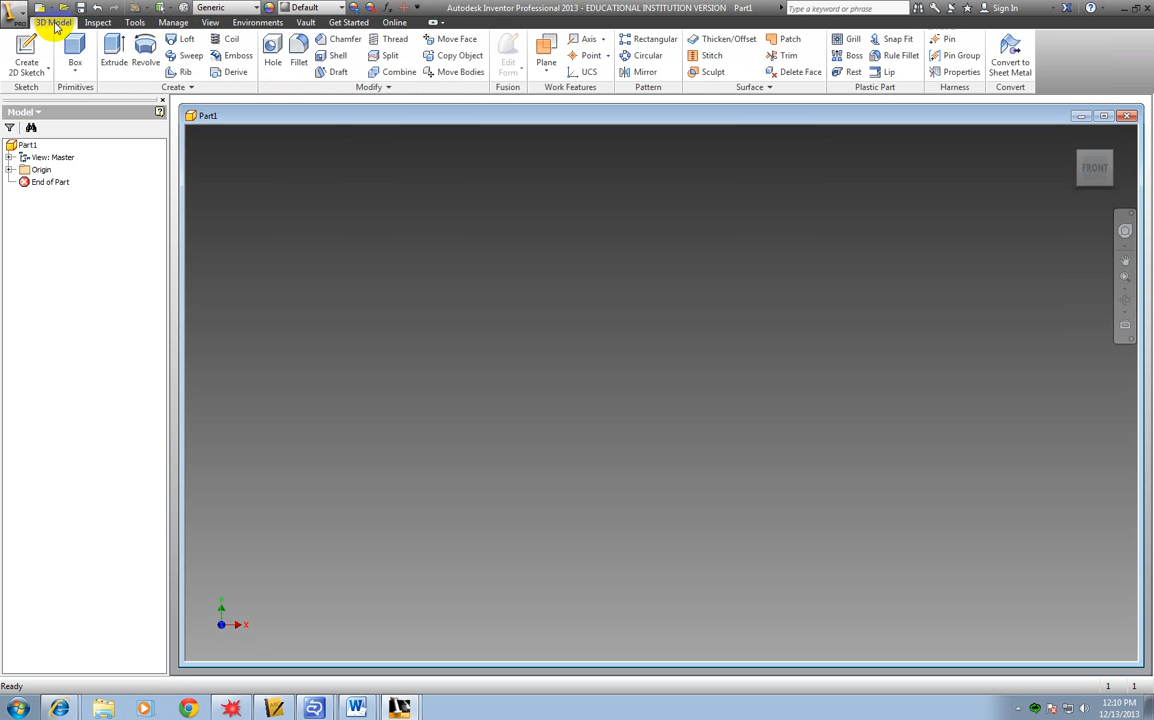 Generic Default Autodesk Inventor Professional 2013 - EDUCATIONAL INSTITUTION VERSION Part1 Type a keyword or phrase Sign In
PRO 3D Model Inspect Tools Manage View Environments Vault Get Started Online
Create 2D Sketch Box Extrude Revolve Loft Coil Hole Fillet Chamfer Thread Move Face Edit Form Plane Axis Rectangular Thicken/Offset Patch Grill Snap Fit Pin Convert to Sheet Metal
Sweep Emboss Shell Split Copy Object Point Circular Stitch Trim Boss Rule Fillet Pin Group
Rib Derive Draft Combine Move Bodies UCS Mirror Sculpt Delete Face Rest Lip Properties
Sketch Primitives Create Modify Fusion Work Features Pattern Surface Plastic Part Harness Convert
Model
Part1
View: Master
Origin
End of Part
Part1
FRONT
X
Ready 1 1
12:10 PM
12/13/2013